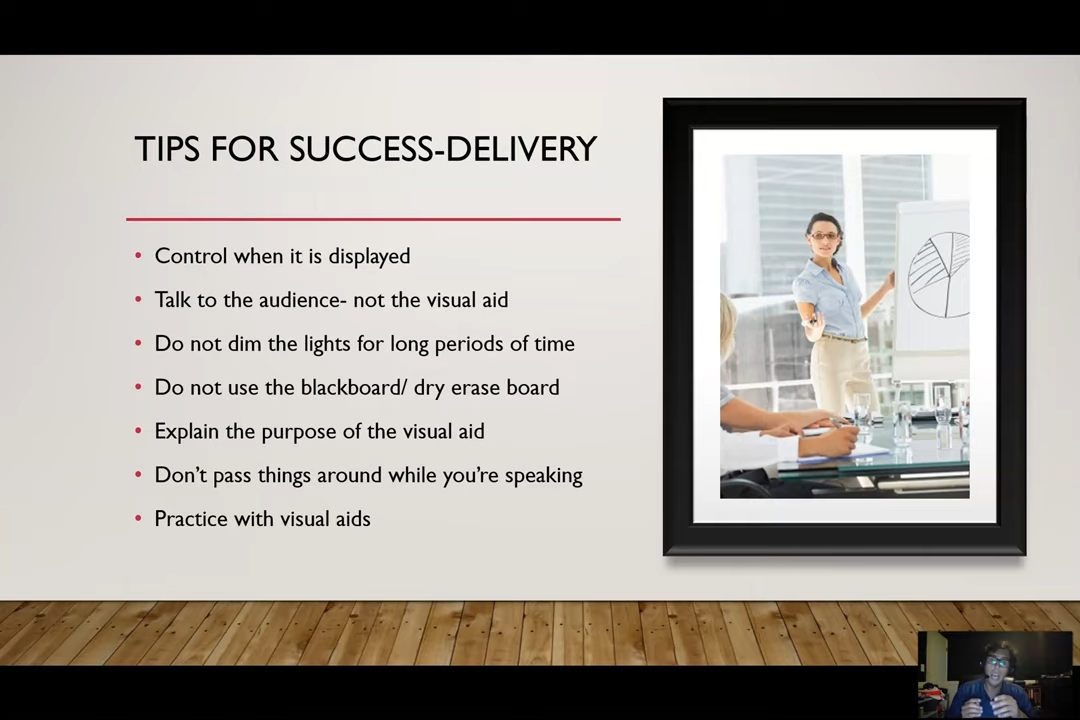 TIPS FOR SUCCESS-DELIVERY
• Control when it is displayed
• Talk to the audience- not the visual aid
• Do not dim the lights for long periods of time
• Do not use the blackboard/ dry erase board
• Explain the purpose of the visual aid
• Don’t pass things around while you’re speaking
• Practice with visual aids